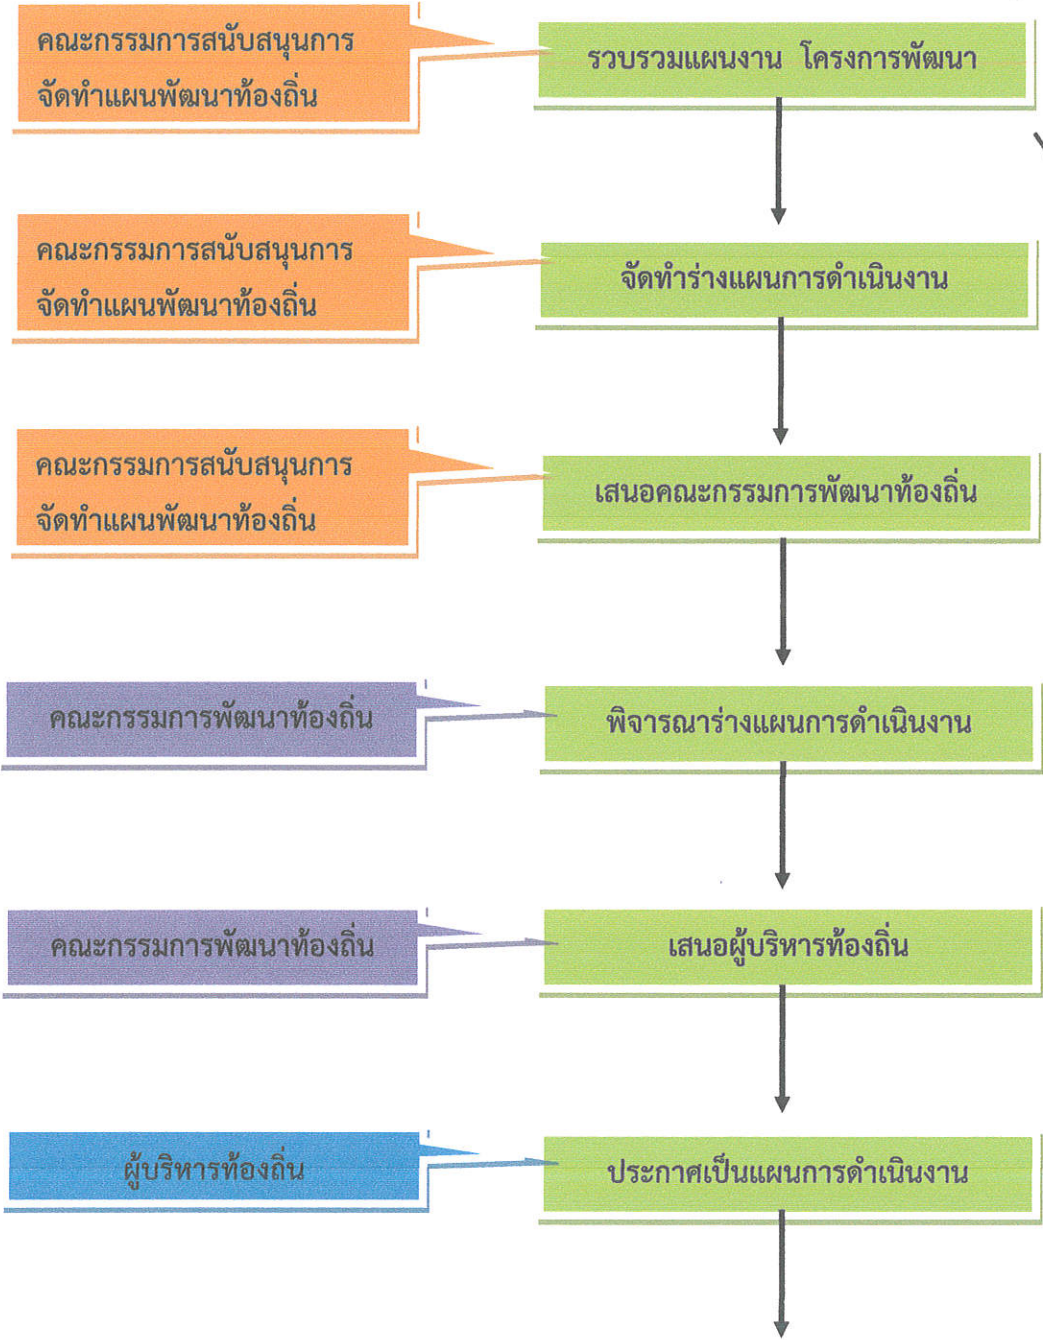 คณะกรรมการสนับสนุนการ
จัดทำแผนพัฒนาท้องถิ่น
รวบรวมแผนงาน โครงการพัฒนา
คณะกรรมการสนับสนุนการ
จัดทำแผนพัฒนาท้องถิ่น
จัดทำร่างแผนการดำเนินงาน
คณะกรรมการสนับสนุนการ
จัดทำแผนพัฒนาท้องถิ่น
เสนอคณะกรรมการพัฒนาท้องถิ่น
คณะกรรมการพัฒนาท้องถิ่น
พิจารณาร่างแผนการดำเนินงาน
คณะกรรมการพัฒนาท้องถิ่น
เสนอผู้บริหารท้องถิ่น
ผู้บริหารท้องถิ่น
ประกาศเป็นแผนการดำเนินงาน